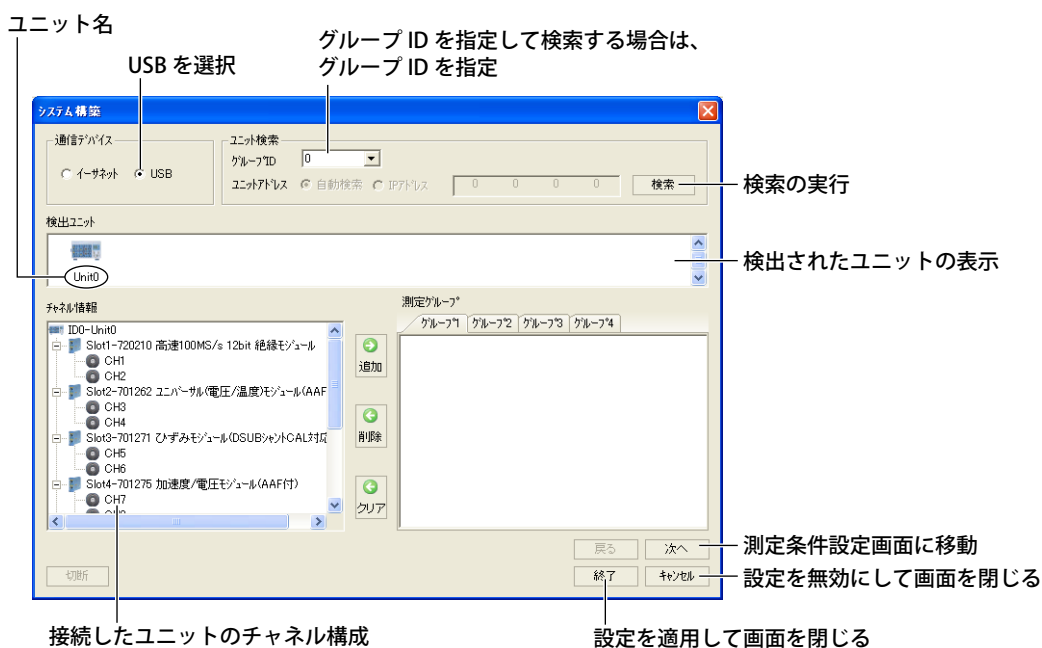 ユニット名
グループ ID を指定して検索する場合は、
グループ ID を指定
USB を選択
システム構築
通信デバイス
イーサネット
USB
ユニット検索
グループID
0
ユニットアドレス
自動検索
IPアドレス
0 0 0 0
検索
検索の実行
検出ユニット
Unit0
検出されたユニットの表示
チャネル情報
ID0-Unit0
Slot1-720210 高速100MS/s 12bit 絶縁モジュール
CH1
CH2
Slot2-701262 ユニバーサル(電圧/温度)モジュール(AAF
CH3
CH4
Slot3-701271 ひずみモジュール(DSUBシャントCAL対応
CH5
CH6
Slot4-701275 加速度/電圧モジュール(AAF付)
CH7
追加
削除
クリア
測定グループ
グループ1 グループ2 グループ3 グループ4
戻る
次へ
測定条件設定画面に移動
切断
終了
キャンセル
設定を無効にして画面を閉じる
接続したユニットのチャネル構成
設定を適用して画面を閉じる